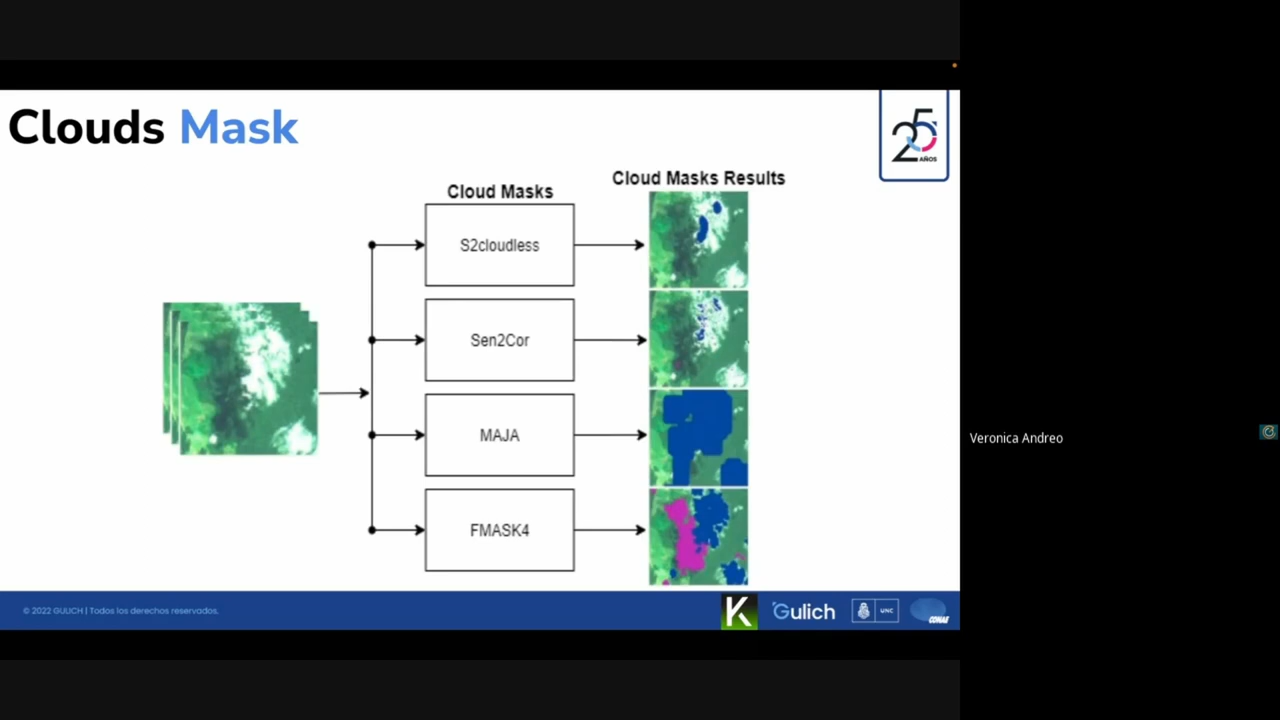 Clouds Mask
25
AÑOS
Cloud Masks
Cloud Masks Results
S2cloudless
Sen2Cor
MAJA
FMASK4
Veronica Andreo
© 2022 GULICH | Todos los derechos reservados.
K
Gulich
UNC
CONAE